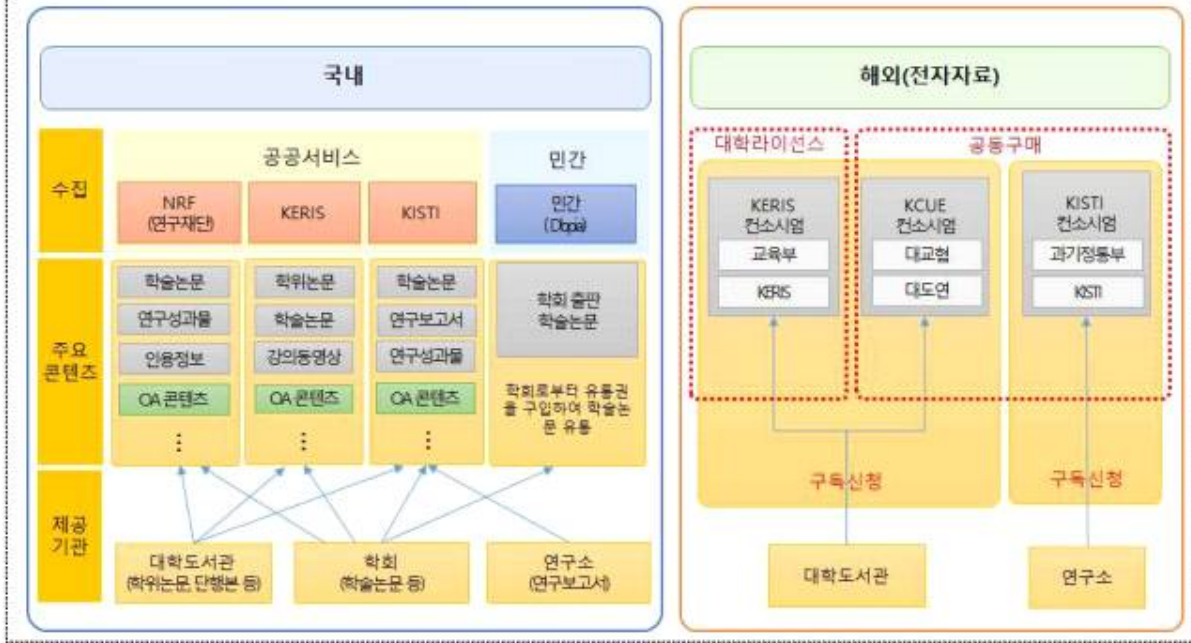 국내
수집
공공서비스
민간
NRF
(연구재단)
KERIS
KISTI
민간
(Dbpia)
주요
콘텐츠
학술논문
연구성과물
인용정보
OA 콘텐츠
⋮
학위논문
학술논문
강의동영상
OA 콘텐츠
⋮
학술논문
연구보고서
연구성과물
OA 콘텐츠
⋮
학회 출판
학술논문
학회로부터 유통권
을 구입하여 학술논
문 유통
제공
기관
대학도서관
(학위논문 단행본 등)
학회
(학술논문 등)
연구소
(연구보고서)
해외(전자자료)
대학라이선스
공동구매
KERIS
컨소시엄
교육부
KERIS
KCUE
컨소시엄
대교협
대도연
KISTI
컨소시엄
과기정통부
KISTI
구독신청
구독신청
대학도서관
연구소